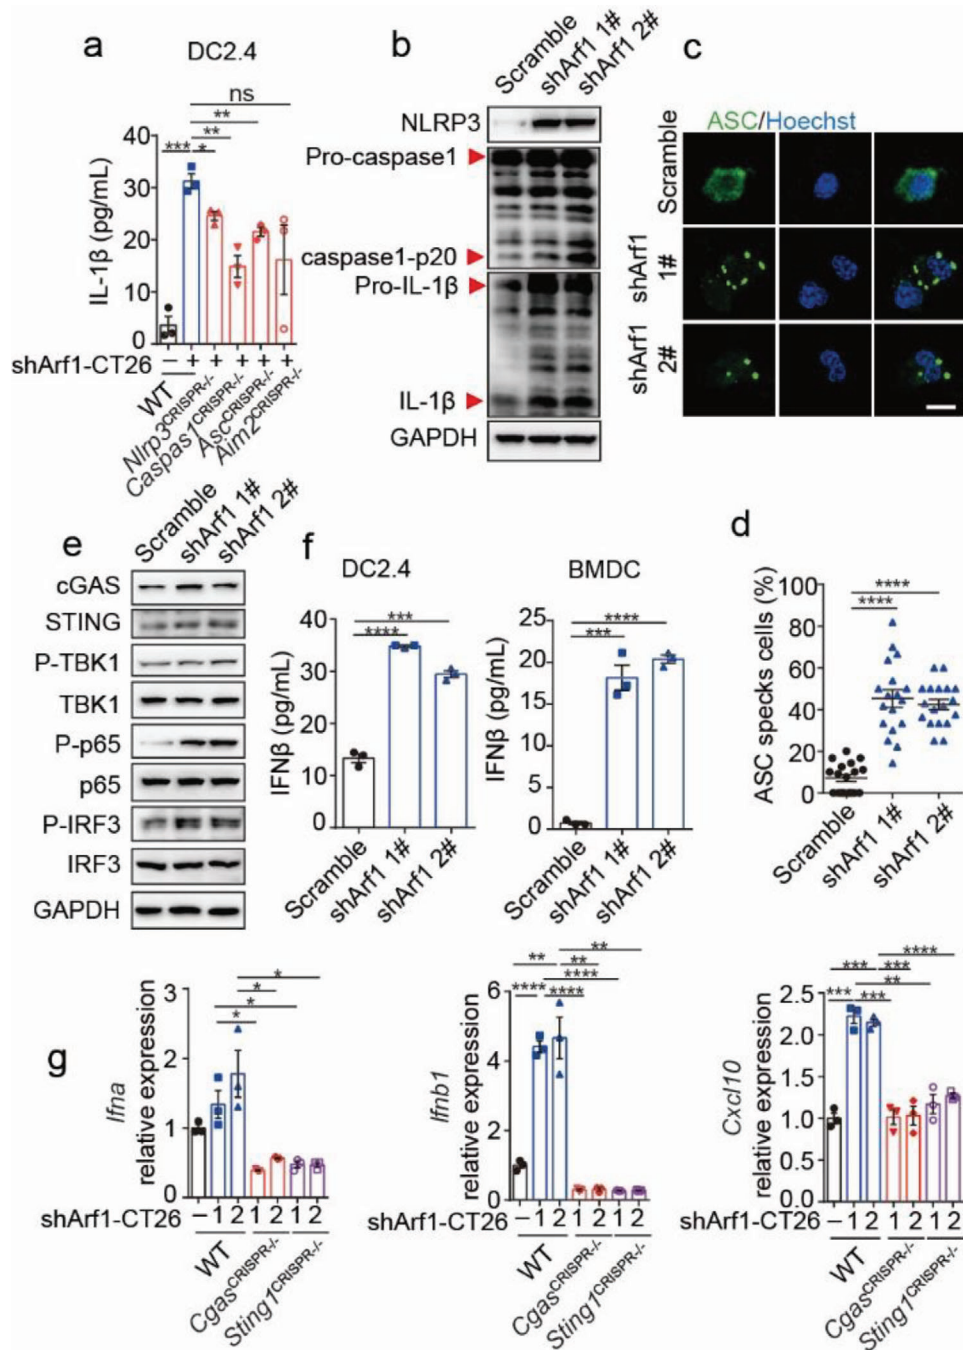 a
DC2.4
ns
**
**
*** *
IL-1β (pg/mL)
40
30
20
10
0
shArf1-CT26 – + + + + +
WT
Nlrp3CRISPR-/-
Caspas1CRISPR-/-
AscCRISPR-/-
Aim2CRISPR-/-
b
Scramble
shArf1 1#
shArf1 2#
NLRP3
Pro-caspase1
caspase1-p20
Pro-IL-1β
IL-1β
GAPDH
c
ASC/Hoechst
Scramble
shArf1
1#
shArf1
2#
d
ASC specks cells (%)
100
80
60
40
20
0
****
****
Scramble
shArf1 1#
shArf1 2#
e
Scramble
shArf1 1#
shArf1 2#
cGAS
STING
P-TBK1
TBK1
P-p65
p65
P-IRF3
IRF3
GAPDH
f
DC2.4
***
****
IFNβ (pg/mL)
40
30
20
10
0
Scramble
shArf1 1#
shArf1 2#
BMDC
****
***
IFNβ (pg/mL)
25
20
15
10
5
0
Scramble
shArf1 1#
shArf1 2#
g
*
*
*
*
Ifna
relative expression
3
2
1
0
shArf1-CT26 – 1 2 1 2 1 2
WT
CgasCRISPR-/-
Sting1CRISPR-/-
**
** **
****
**** ****
Ifnb1
relative expression
6
4
2
0
shArf1-CT26 – 1 2 1 2 1 2
WT
CgasCRISPR-/-
Sting1CRISPR-/-
****
*** ***
**
*** ***
Cxcl10
relative expression
2.5
2.0
1.5
1.0
0.5
0.0
shArf1-CT26 – 1 2 1 2 1 2
WT
CgasCRISPR-/-
Sting1CRISPR-/-